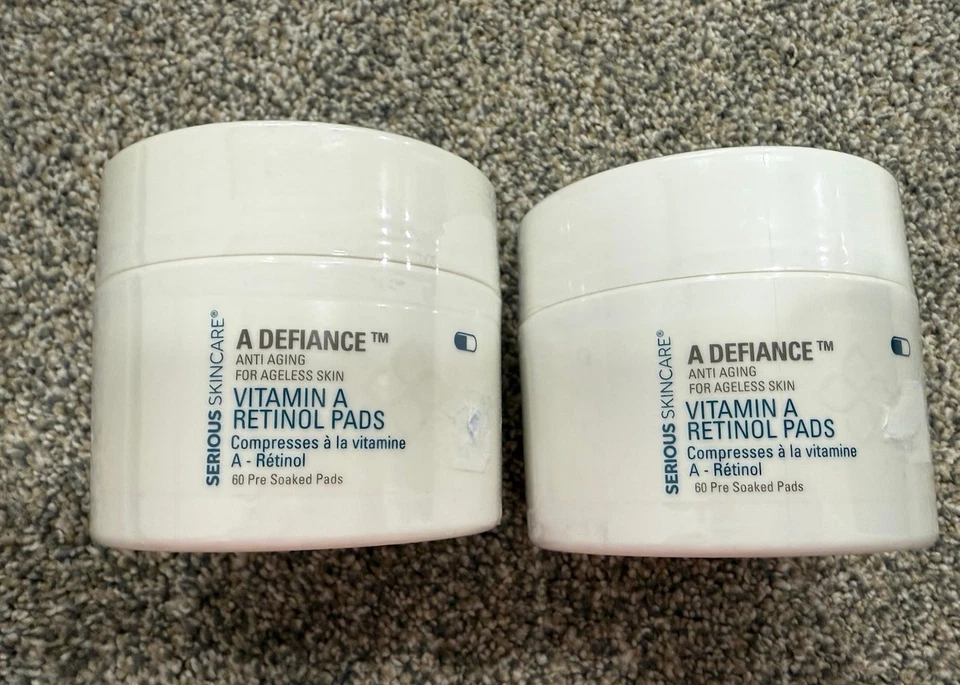 SERIOUS SKINCARE®
A DEFIANCE™
ANTI AGING
FOR AGELESS SKIN
VITAMIN A
RETINOL PADS
Compresses à la vitamine
A - Rétinol
60 Pre Soaked Pads
SERIOUS SKINCARE®
A DEFIANCE™
ANTI AGING
FOR AGELESS SKIN
VITAMIN A
RETINOL PADS
Compresses à la vitamine
A - Rétinol
60 Pre Soaked Pads